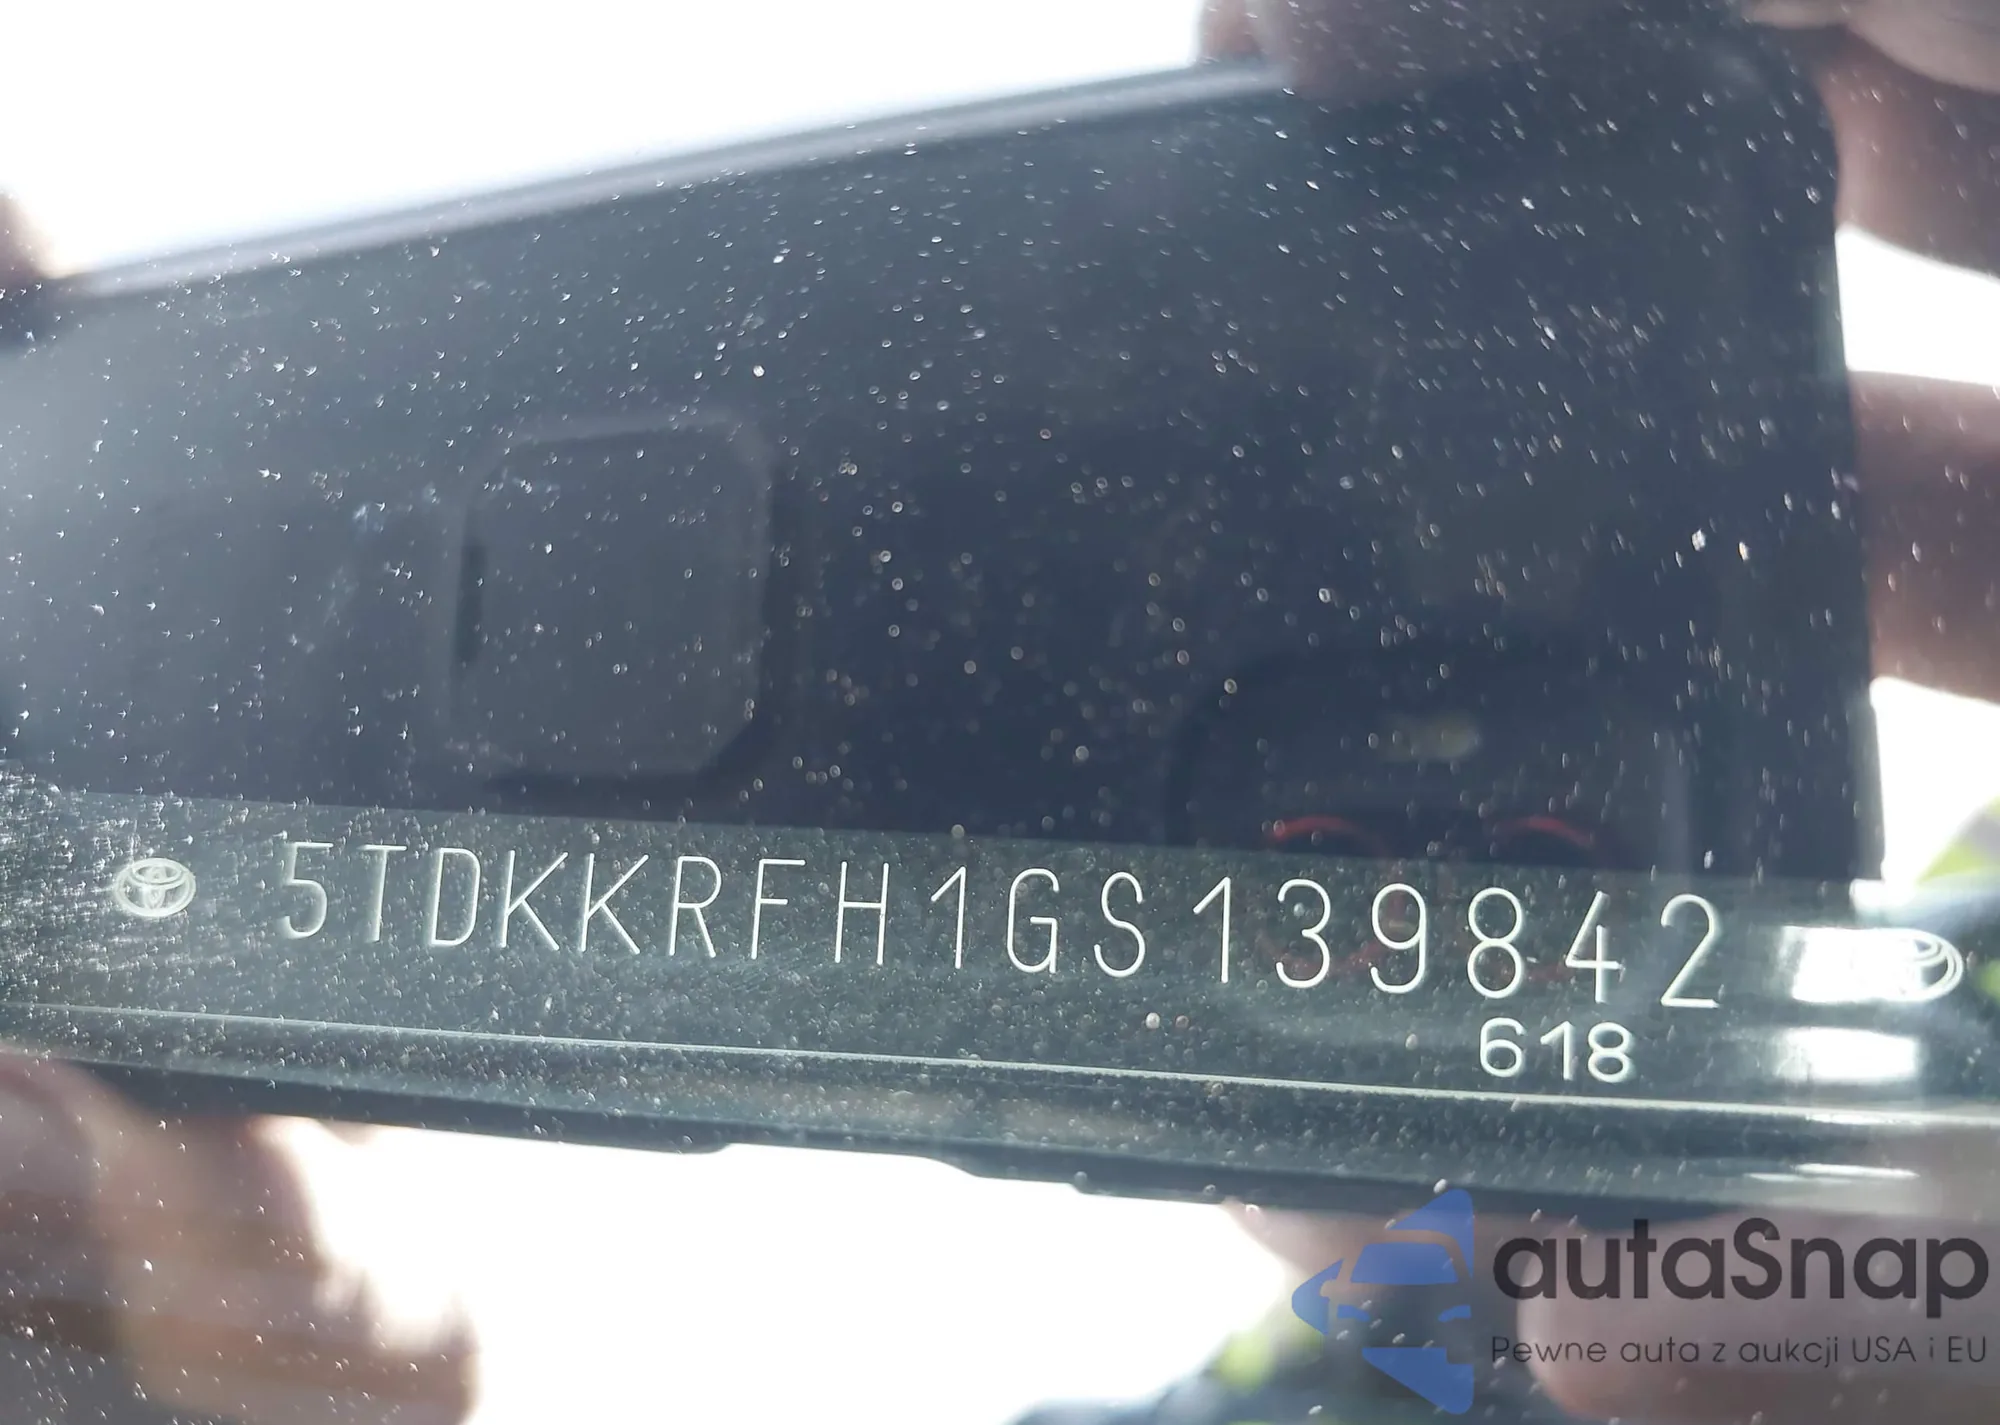 5TDKKRFH1GS139842
618
autaSnap
Pewne auta z aukcji USA i EU